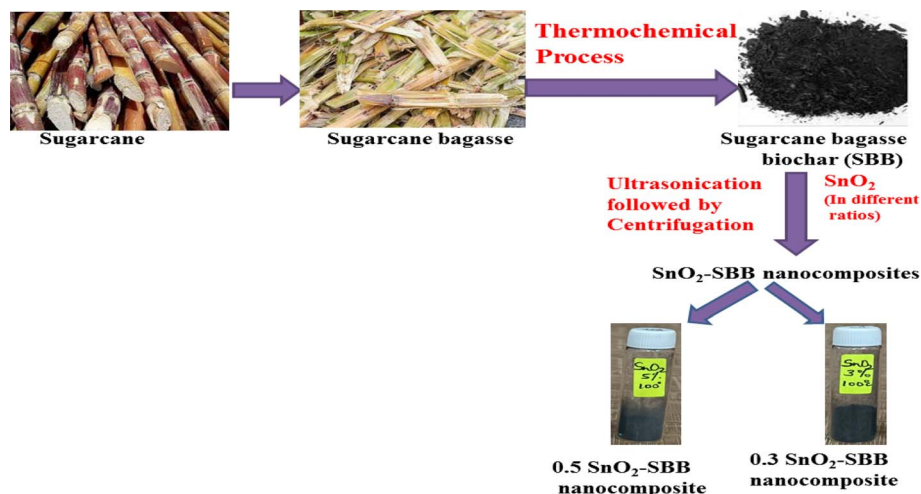 Thermochemical
Process
Sugarcane
Sugarcane bagasse
Sugarcane bagasse
biochar (SBB)
Ultrasonication
followed by
Centrifugation
SnO₂
(In different
ratios)
SnO₂-SBB nanocomposites
SnO₂
5%
100°
SnO₂
3%
100°
0.5 SnO₂-SBB
nanocomposite
0.3 SnO₂-SBB
nanocomposite